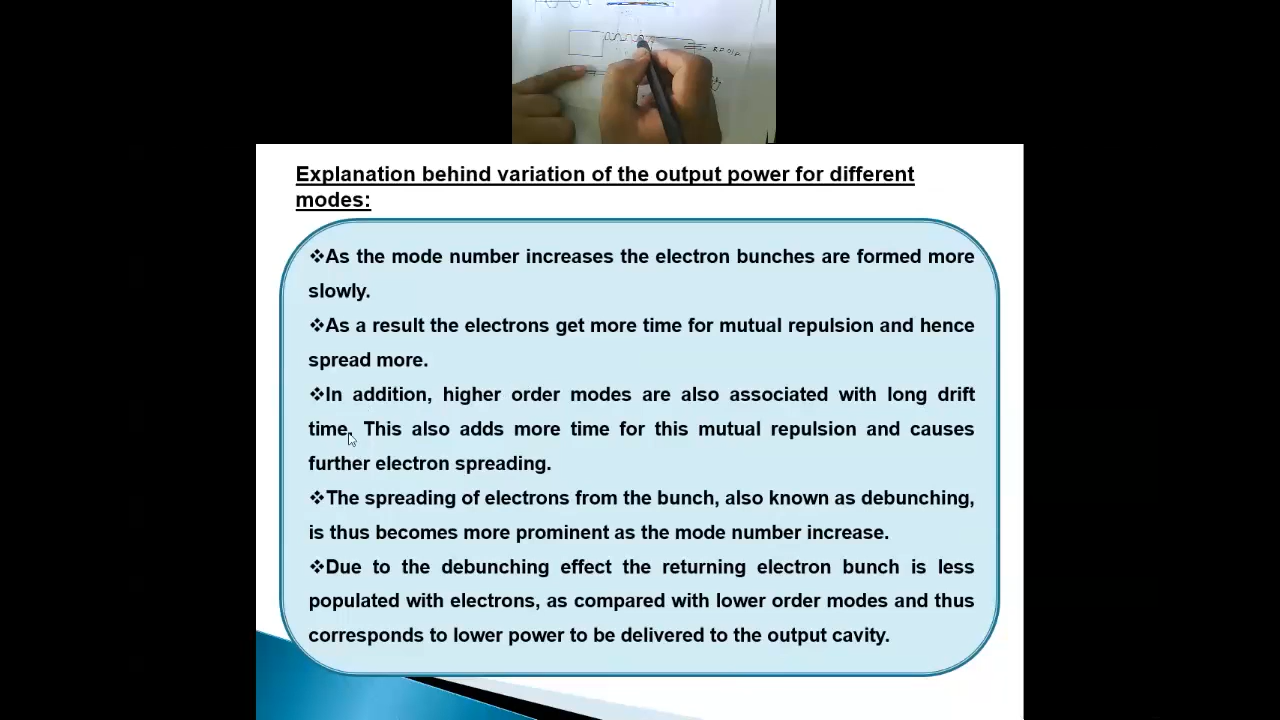 Explanation behind variation of the output power for different
modes:
❖As the mode number increases the electron bunches are formed more
slowly.
❖As a result the electrons get more time for mutual repulsion and hence
spread more.
❖In addition, higher order modes are also associated with long drift
time. This also adds more time for this mutual repulsion and causes
further electron spreading.
❖The spreading of electrons from the bunch, also known as debunching,
is thus becomes more prominent as the mode number increase.
❖Due to the debunching effect the returning electron bunch is less
populated with electrons, as compared with lower order modes and thus
corresponds to lower power to be delivered to the output cavity.